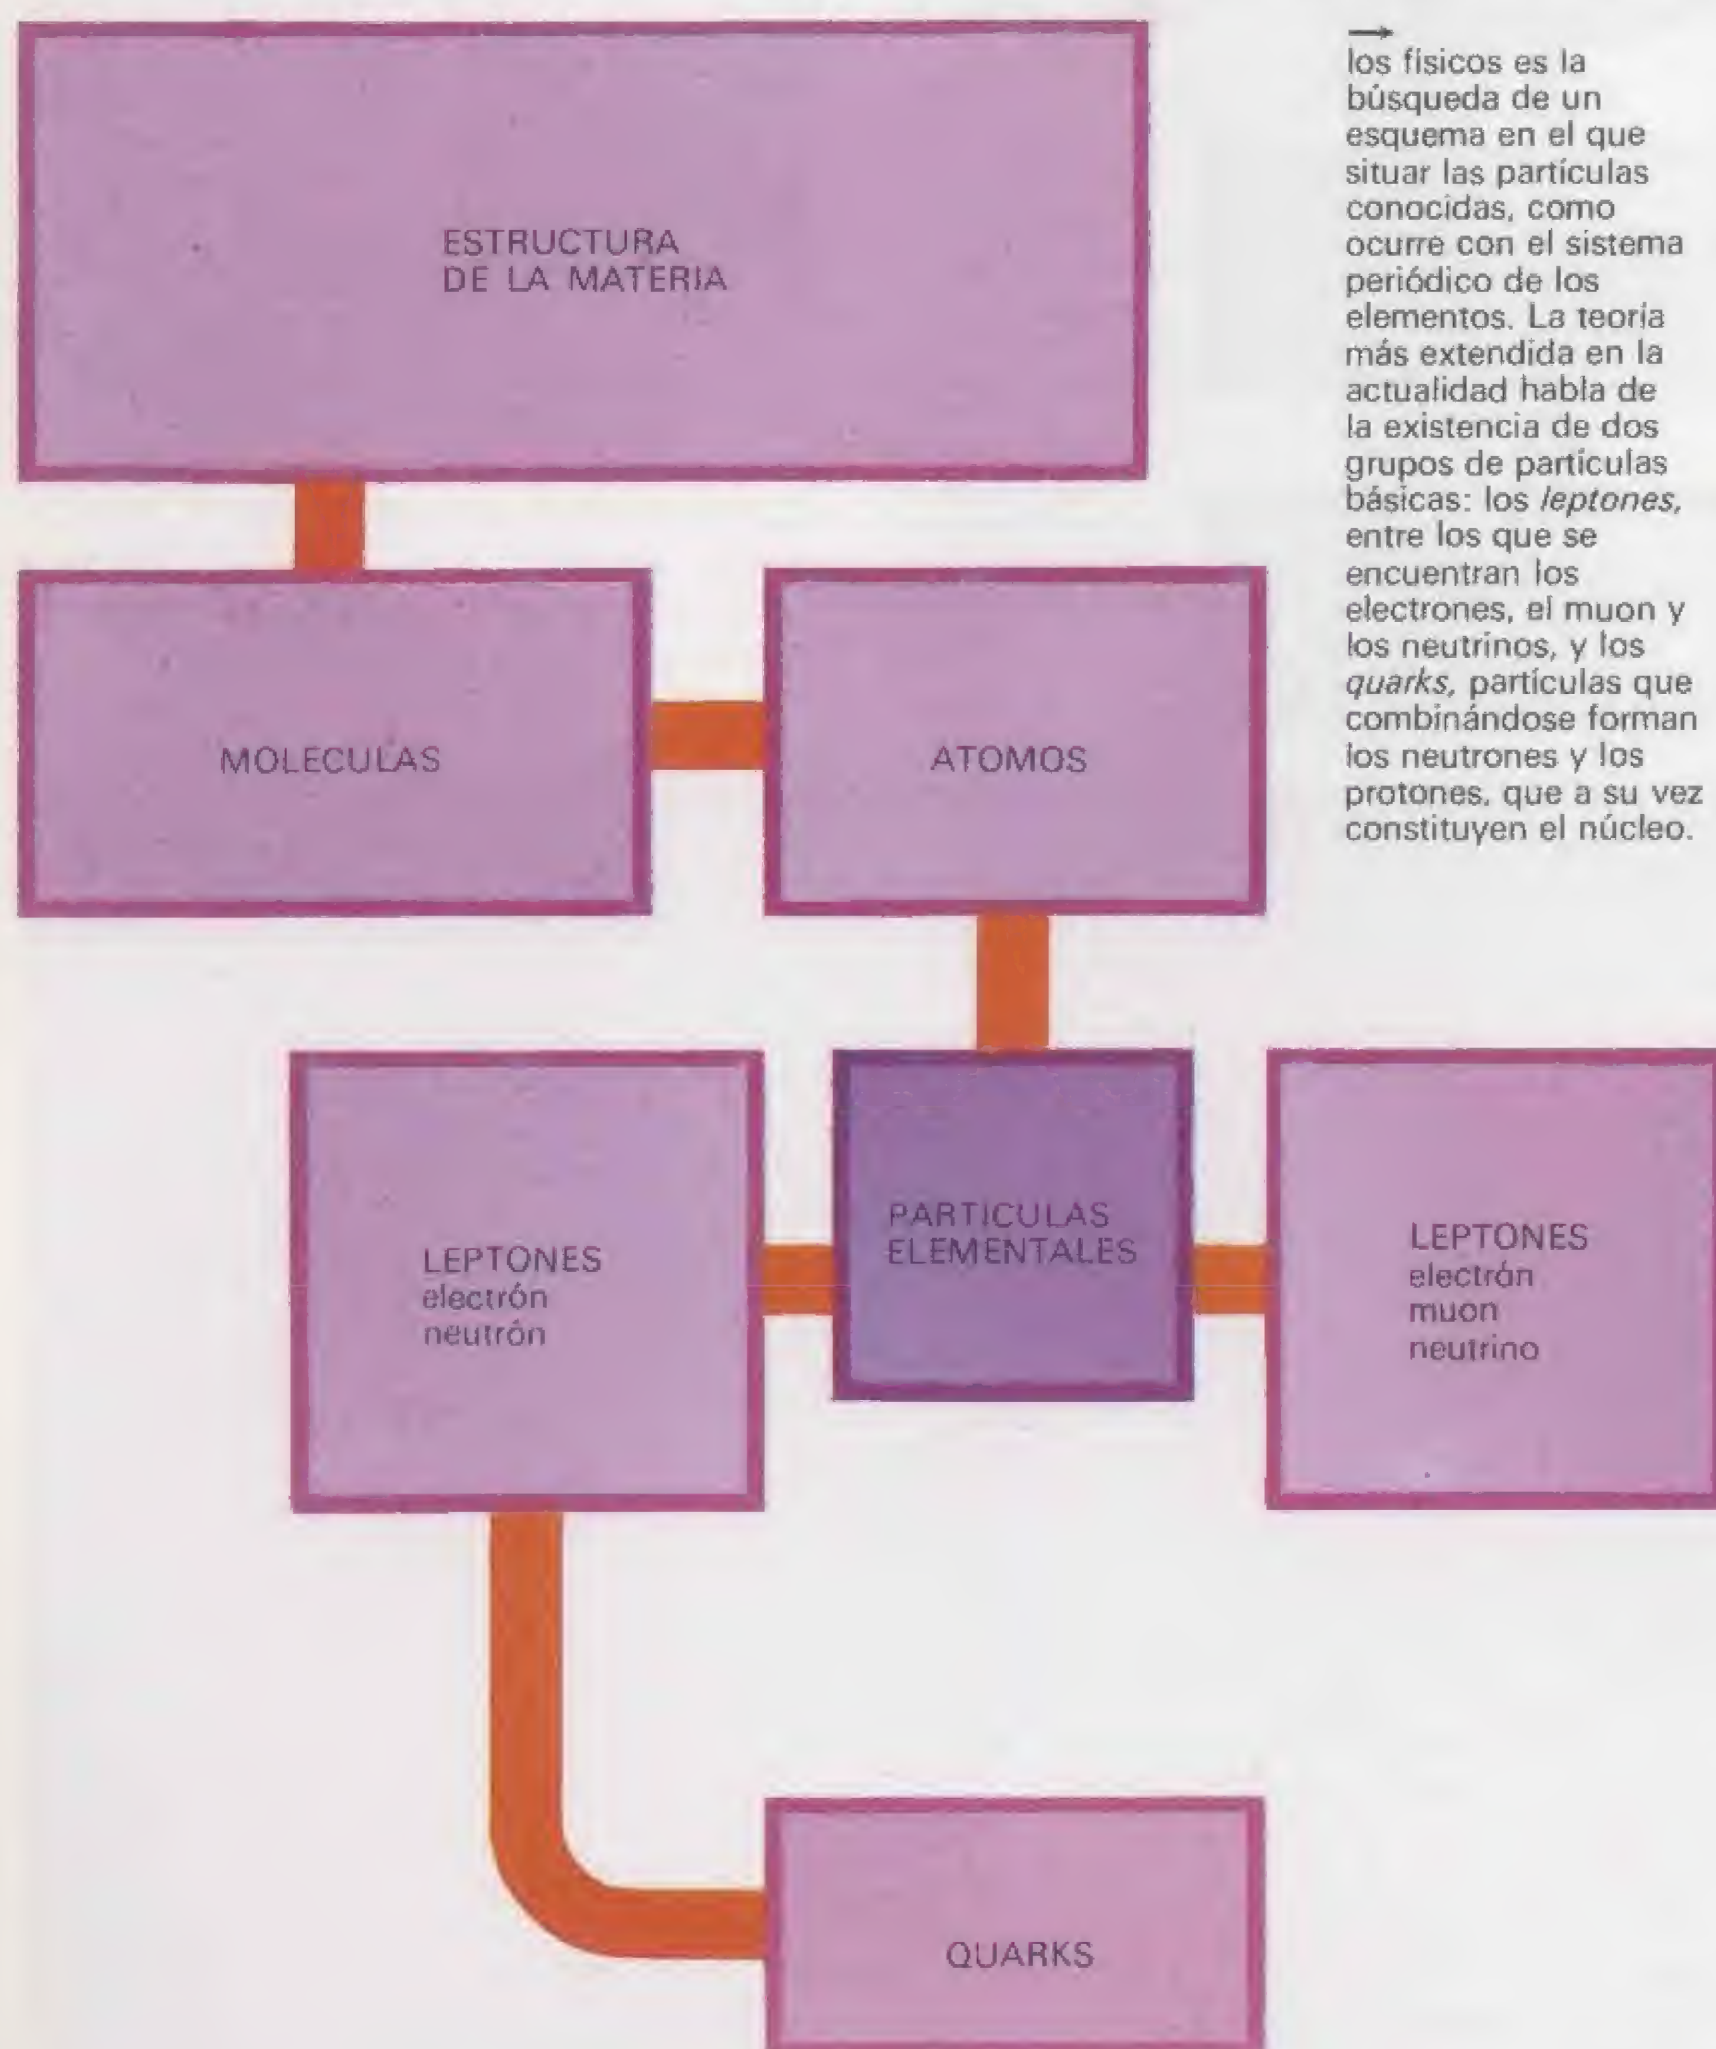 →
los físicos es la
búsqueda de un
esquema en el que
situar las partículas
conocidas, como
ocurre con el sistema
periódico de los
elementos. La teoría
más extendida en la
actualidad habla de
la existencia de dos
grupos de partículas
básicas: los leptones,
entre los que se
encuentran los
electrones, el muon y
los neutrinos, y los
quarks, partículas que
combinándose forman
los neutrones y los
protones, que a su vez
constituyen el núcleo.
ESTRUCTURA
DE LA MATERIA
MOLECULAS
ATOMOS
LEPTONES
electrón
neutrón
PARTICULAS
ELEMENTALES
LEPTONES
electrón
muon
neutrino
QUARKS